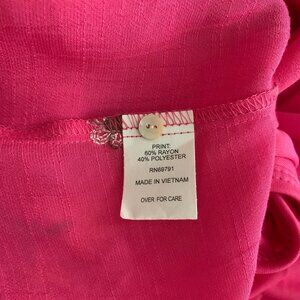 PRINT:
60% RAYON
40% POLYESTER
RN69791
MADE IN VIETNAM
OVER FOR CARE